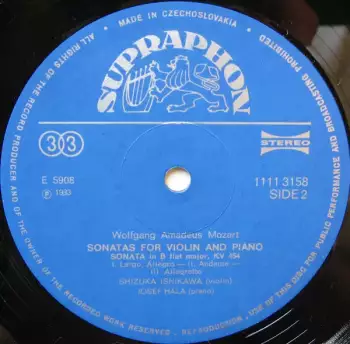 MADE IN CZECHOSLOVAKIA
ALL RIGHTS OF THE RECORD PRODUCER AND OF THE OWNER OF THE RECORDED WORK RESERVED - REPRODUCTION, USE OF THIS DISC FOR PUBLIC PERFORMANCE AND BROADCASTING PROHIBITED
SUPRAPHON
33
STEREO
E 5908
1111 3158
℗ 1983
SIDE 2
Wolfgang Amadeus Mozart
SONATAS FOR VIOLIN AND PIANO
SONATA in B flat major, KV 454
I. Largo. Allegro — II. Andante —
III. Allegretto
SHIZUKA ISHIKAWA (violin)
JOSEF HÁLA (piano)